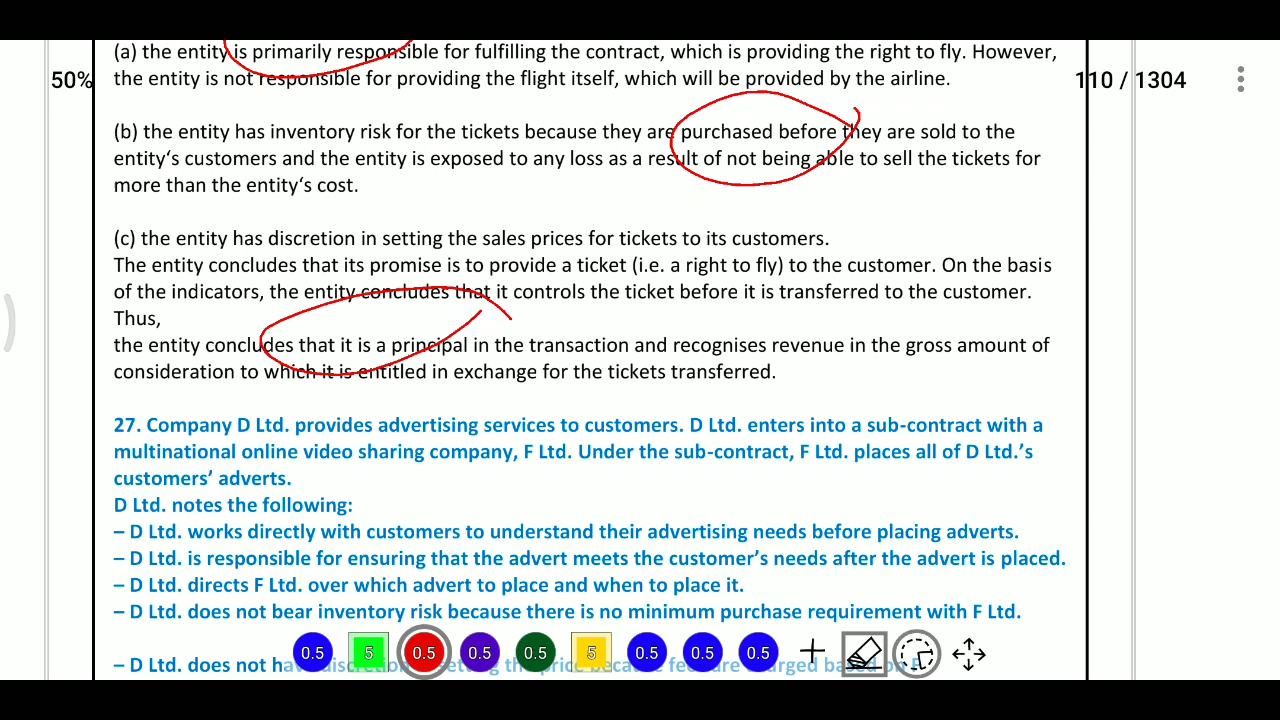 (a) the entity is primarily responsible for fulfilling the contract, which is providing the right to fly. However,
50%
the entity is not responsible for providing the flight itself, which will be provided by the airline.
110 / 1304
(b) the entity has inventory risk for the tickets because they are purchased before they are sold to the
entity‘s customers and the entity is exposed to any loss as a result of not being able to sell the tickets for
more than the entity‘s cost.
(c) the entity has discretion in setting the sales prices for tickets to its customers.
The entity concludes that its promise is to provide a ticket (i.e. a right to fly) to the customer. On the basis
of the indicators, the entity concludes that it controls the ticket before it is transferred to the customer.
Thus,
the entity concludes that it is a principal in the transaction and recognises revenue in the gross amount of
consideration to which it is entitled in exchange for the tickets transferred.
27. Company D Ltd. provides advertising services to customers. D Ltd. enters into a sub-contract with a
multinational online video sharing company, F Ltd. Under the sub-contract, F Ltd. places all of D Ltd.’s
customers’ adverts.
D Ltd. notes the following:
– D Ltd. works directly with customers to understand their advertising needs before placing adverts.
– D Ltd. is responsible for ensuring that the advert meets the customer’s needs after the advert is placed.
– D Ltd. directs F Ltd. over which advert to place and when to place it.
– D Ltd. does not bear inventory risk because there is no minimum purchase requirement with F Ltd.
0.5 5 0.5 0.5 0.5 5 0.5 0.5 0.5
– D Ltd. does not have discretion in setting the price because fees are charged based on F